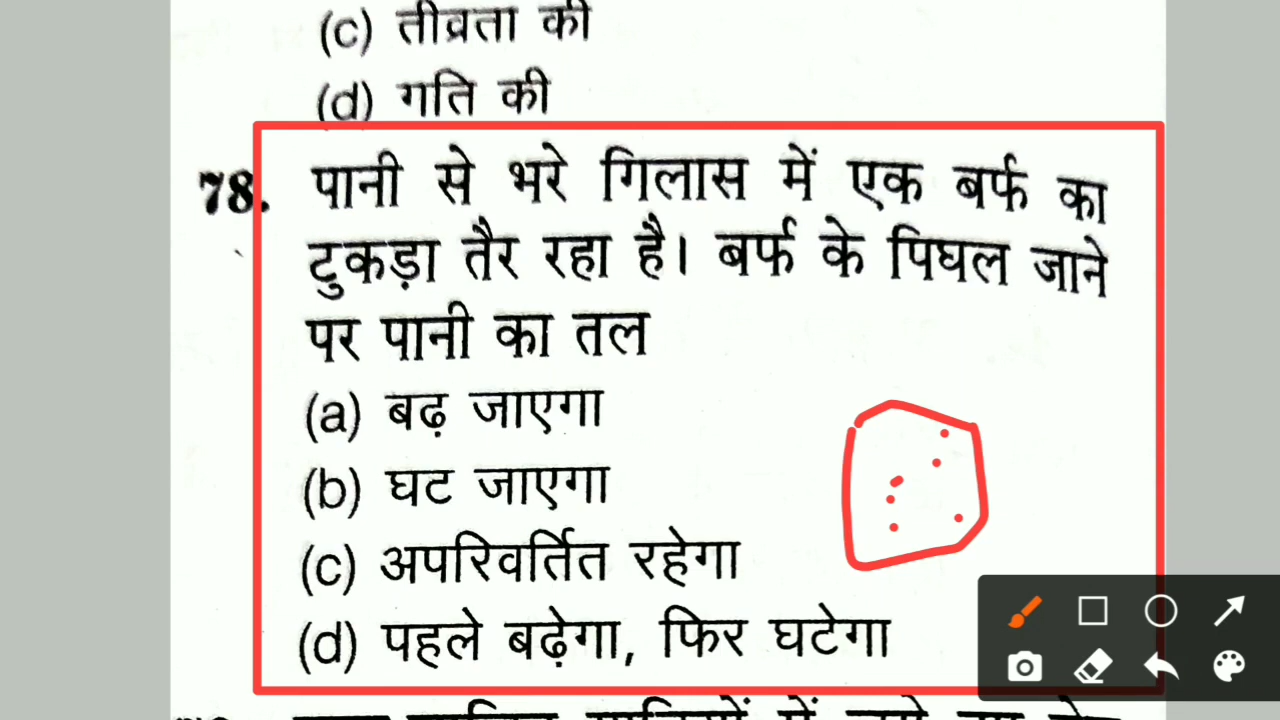 (c) तीव्रता की
(d) गति की
78. पानी से भरे गिलास में एक बर्फ का
टुकड़ा तैर रहा है। बर्फ के पिघल जाने
पर पानी का तल
(a) बढ़ जाएगा
(b) घट जाएगा
(c) अपरिवर्तित रहेगा
(d) पहले बढ़ेगा, फिर घटेगा